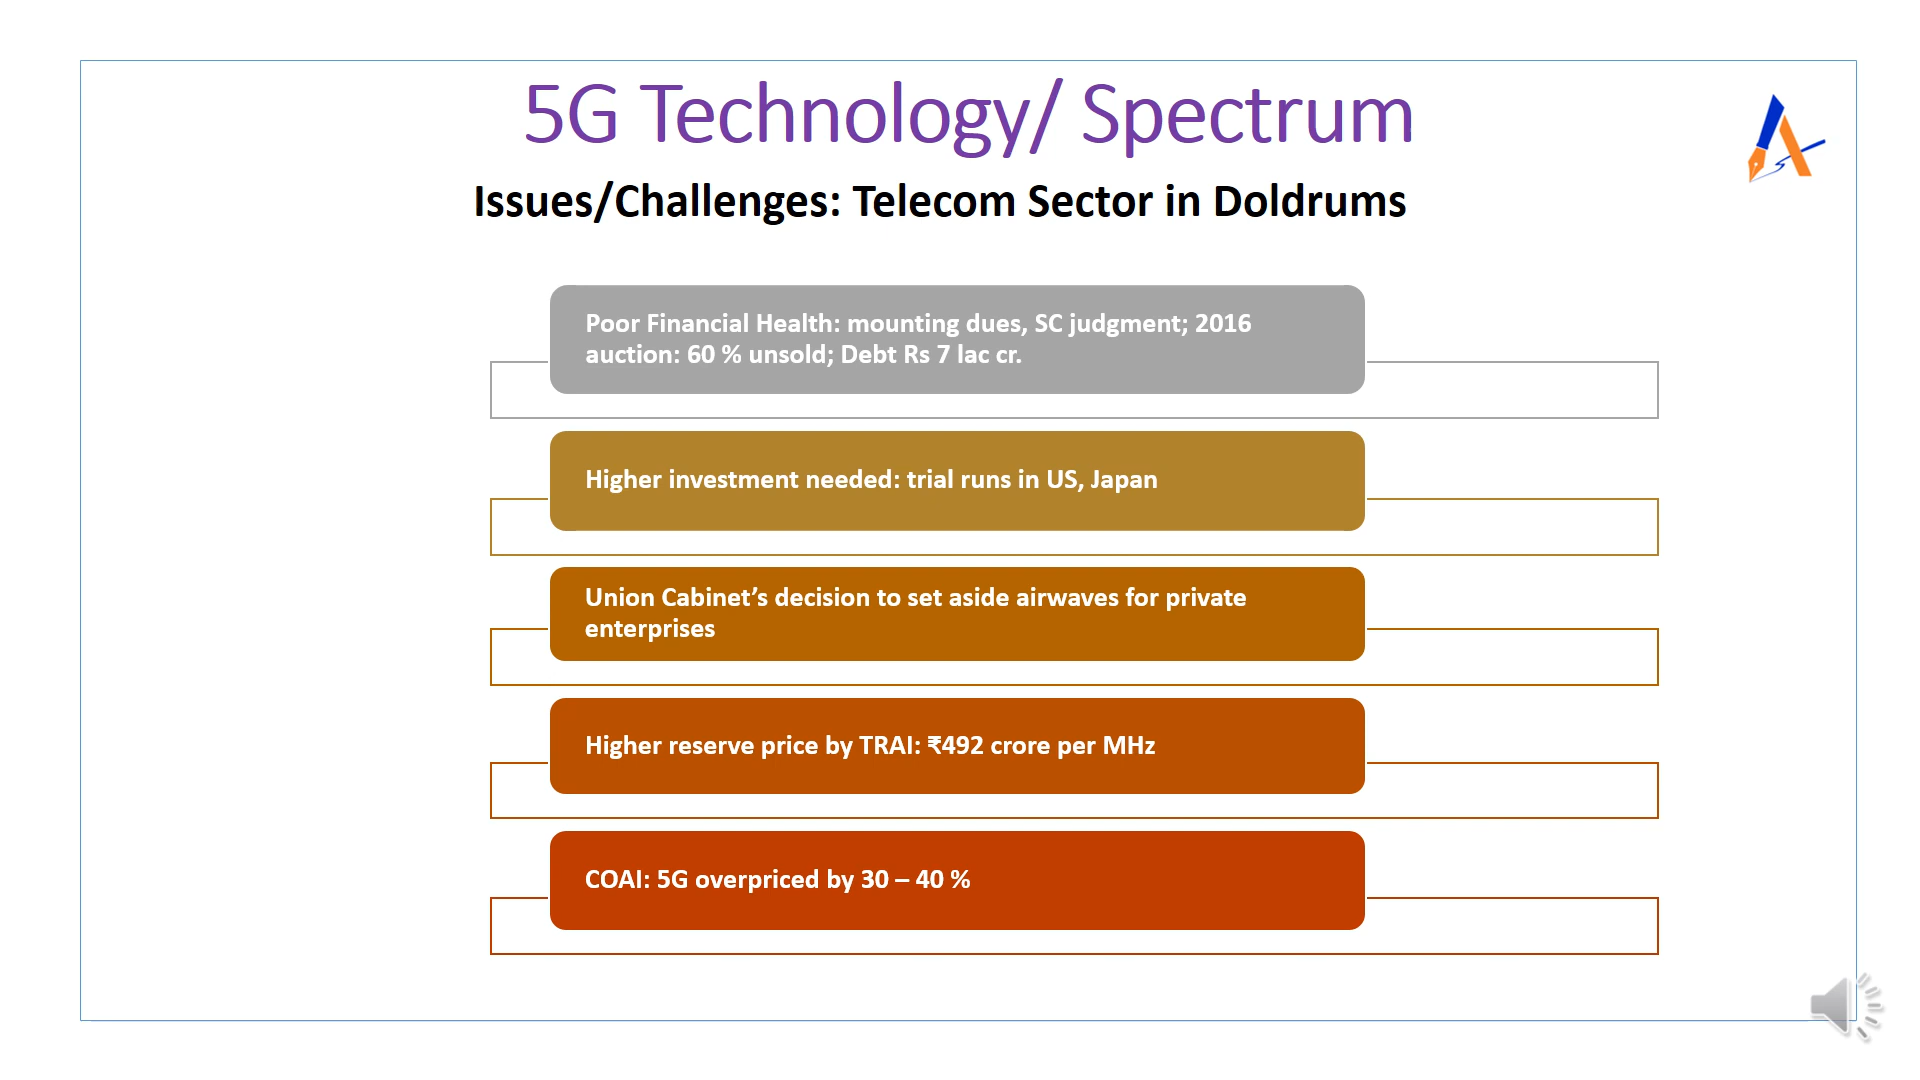 5G Technology/ Spectrum
Issues/Challenges: Telecom Sector in Doldrums
Poor Financial Health: mounting dues, SC judgment; 2016
auction: 60 % unsold; Debt Rs 7 lac cr.
Higher investment needed: trial runs in US, Japan
Union Cabinet’s decision to set aside airwaves for private
enterprises
Higher reserve price by TRAI: ₹492 crore per MHz
COAI: 5G overpriced by 30 – 40 %